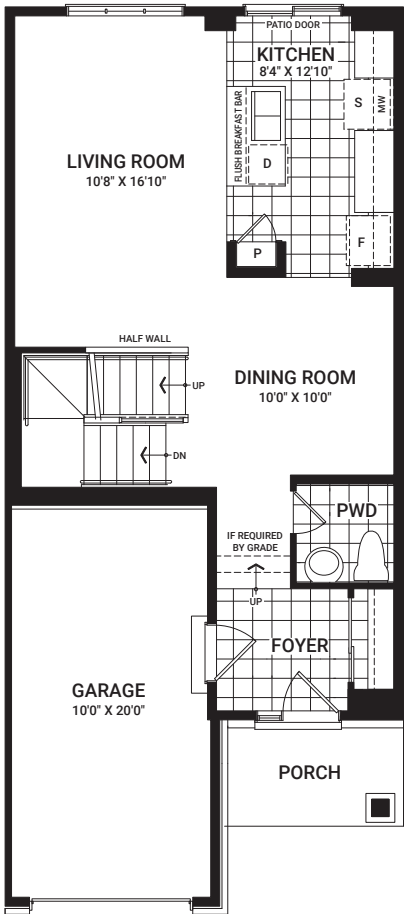 PATIO DOOR
KITCHEN
8'4" X 12'10"
FLUSH BREAKFAST BAR
S
MW
D
LIVING ROOM
10'8" X 16'10"
P
F
HALF WALL
UP
DINING ROOM
10'0" X 10'0"
DN
PWD
IF REQUIRED
BY GRADE
UP
FOYER
GARAGE
10'0" X 20'0"
PORCH